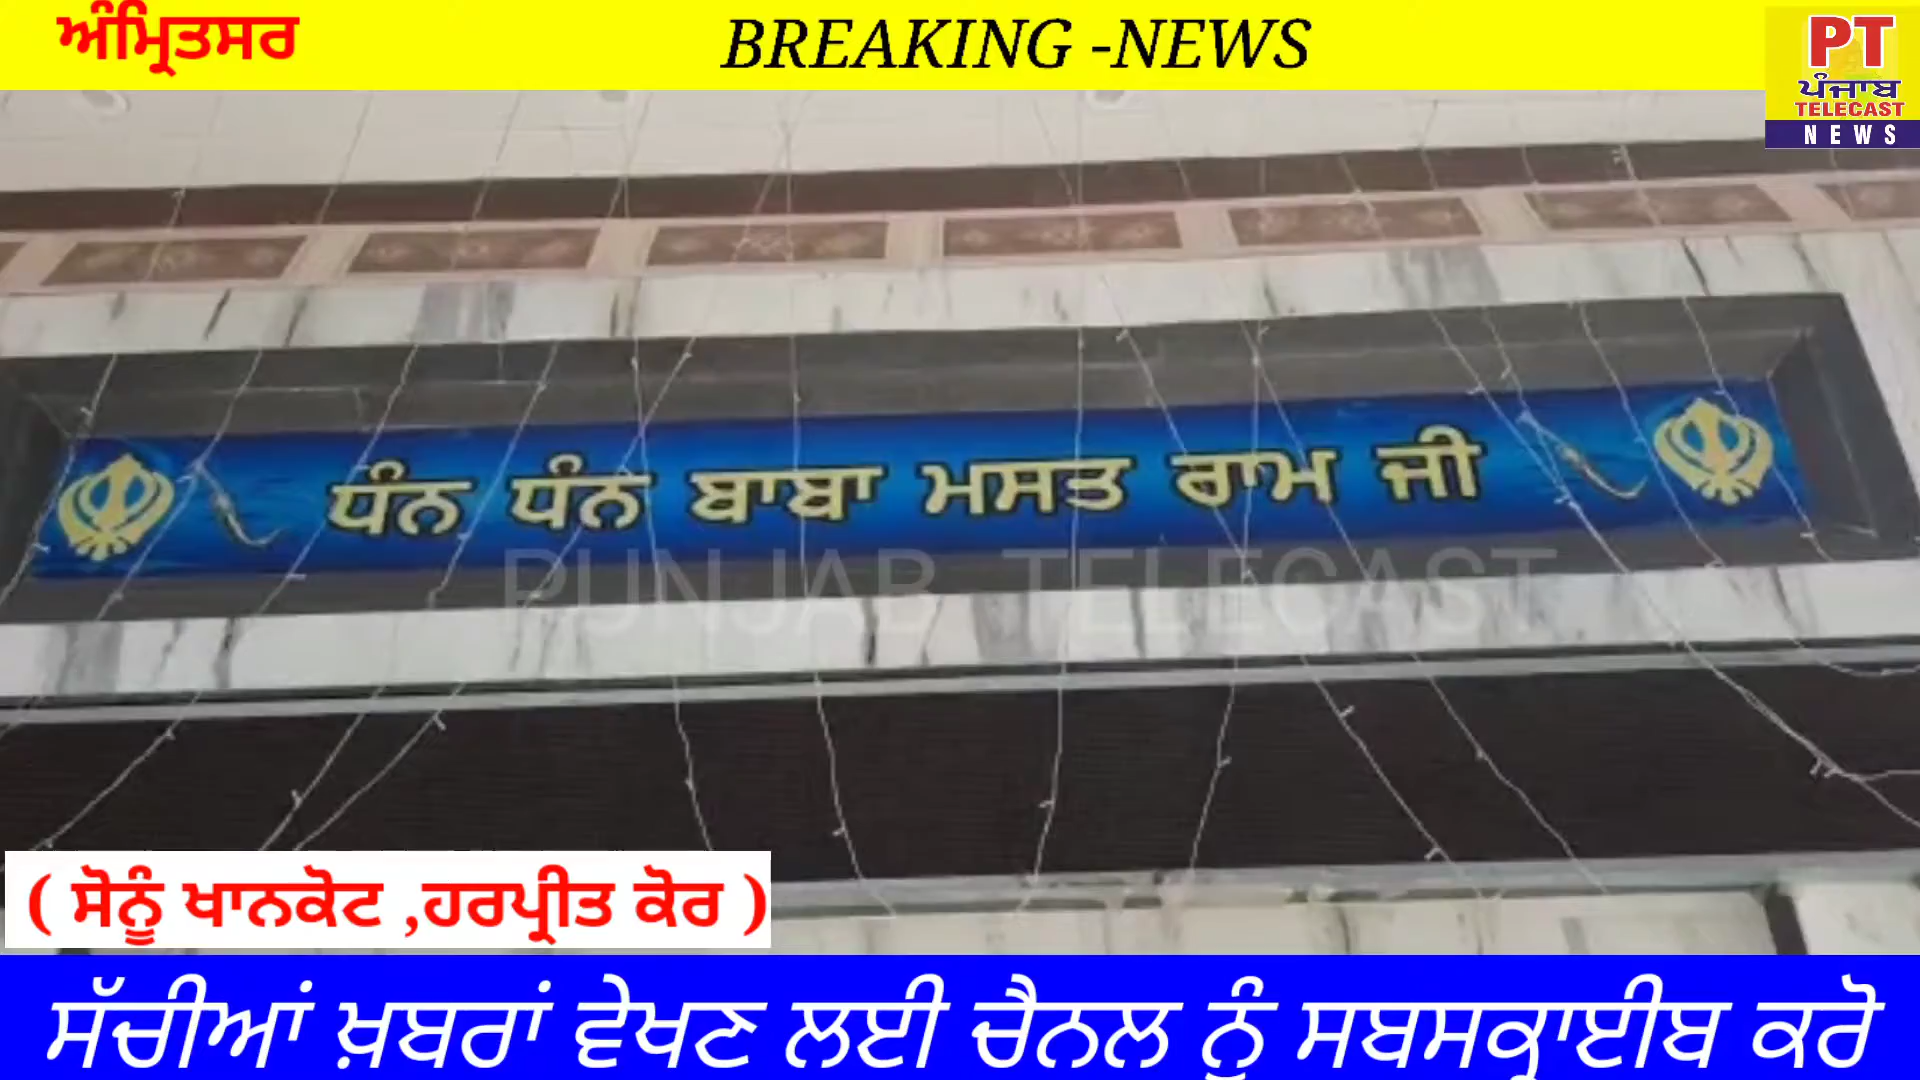 ਅੰਮ੍ਰਿਤਸਰ
BREAKING -NEWS
PT
ਪੰਜਾਬ
TELECAST
NEWS
ਧੰਨ ਧੰਨ ਬਾਬਾ ਮਸਤ ਰਾਮ ਜੀ
PUNJAB TELECAST
( ਸੋਨੂੰ ਖਾਨਕੋਟ ,ਹਰਪ੍ਰੀਤ ਕੋਰ )
ਸੱਚੀਆਂ ਖ਼ਬਰਾਂ ਵੇਖਣ ਲਈ ਚੈਨਲ ਨੂੰ ਸਬਸਕ੍ਰਾਈਬ ਕਰੋ